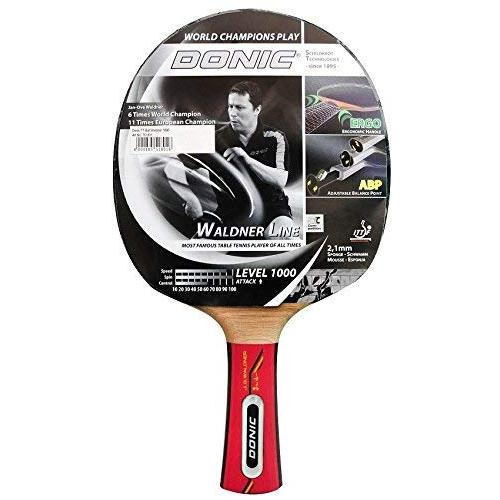 WORLD CHAMPIONS PLAY
DONIC®
Schildkröt
Technologies
- since 1895 -
Jan-Ove Waldner
6 Times World Champion
11 Times European Champion
ERGO
Ergonomic Handle
ABP
Adjustable Balance Point
DONIC
Waldner Line
Most famous table tennis player of all times
ITTF
2,1mm
Sponge - Schwamm
Mousse - Esponja
Speed
Spin
Control
10 20 30 40 50 60 70 80 90 100
LEVEL 1000
ATTACK
J.O. WALDNER
DONIC